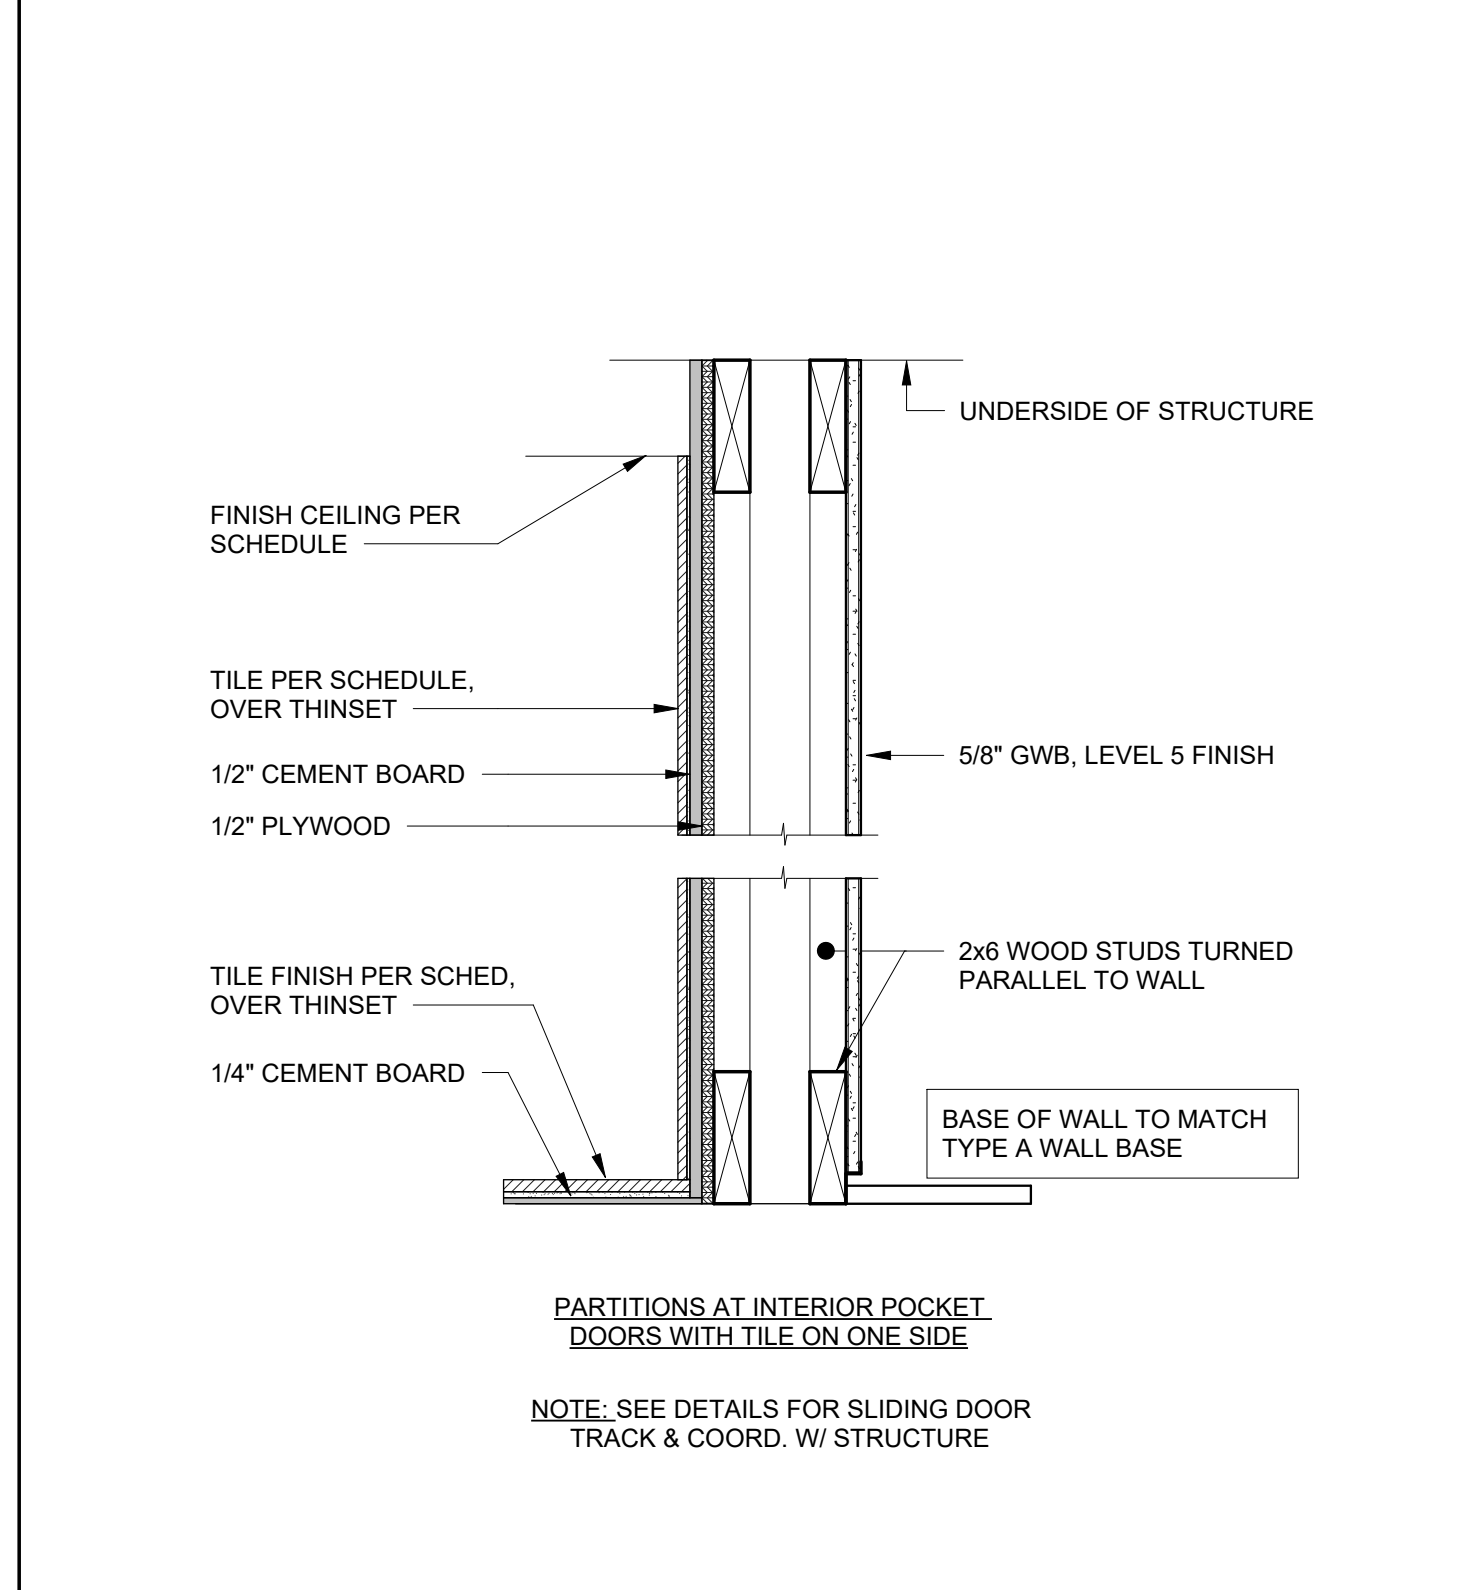 UNDERSIDE OF STRUCTURE
FINISH CEILING PER
SCHEDULE
TILE PER SCHEDULE,
OVER THINSET
5/8" GWB, LEVEL 5 FINISH
1/2" CEMENT BOARD
1/2" PLYWOOD
2x6 WOOD STUDS TURNED
PARALLEL TO WALL
TILE FINISH PER SCHED,
OVER THINSET
1/4" CEMENT BOARD
BASE OF WALL TO MATCH
TYPE A WALL BASE
PARTITIONS AT INTERIOR POCKET
DOORS WITH TILE ON ONE SIDE
NOTE: SEE DETAILS FOR SLIDING DOOR
TRACK & COORD. W/ STRUCTURE